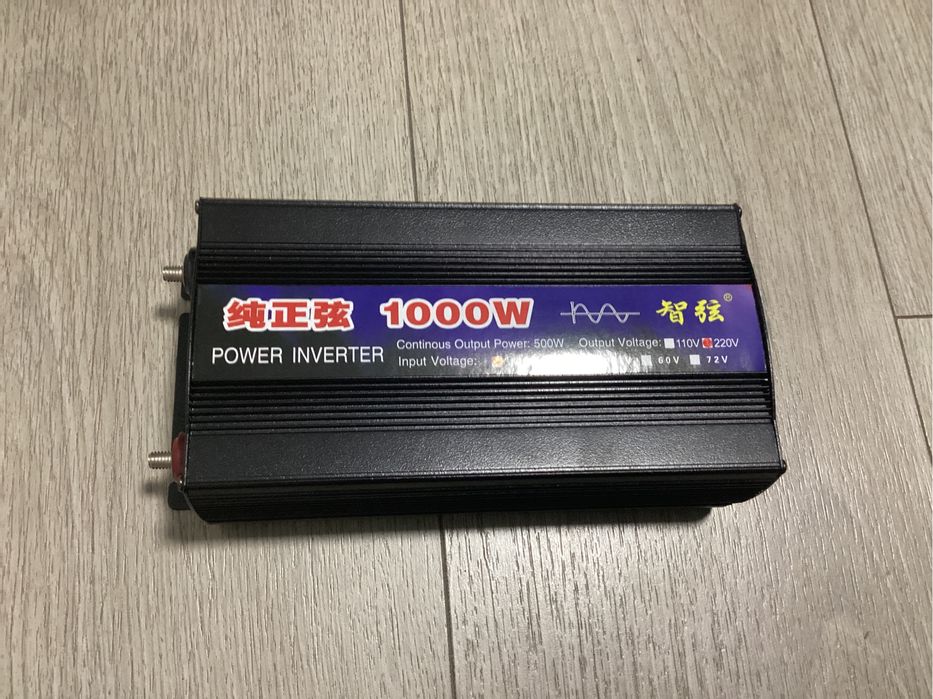 纯正弦 1000W 智弦®
POWER INVERTER
Continous Output Power: 500W Output Voltage: 110V 220V
Input Voltage: 60V 72V